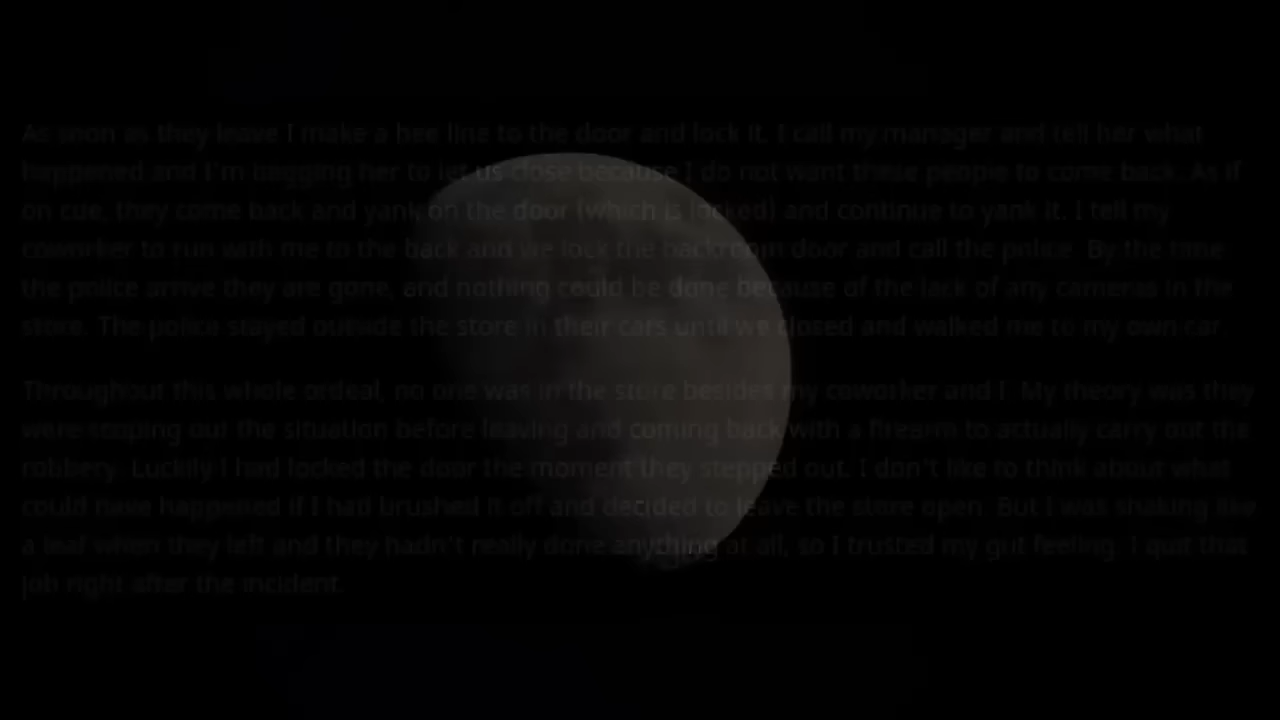 As soon as they leave I make a bee line to the door and lock it. I call my manager and tell her what
happened and I'm begging her to let us close because I do not want these people to come back. As if
on cue, they come back and yank on the door (which is locked) and continue to yank it. I tell my
coworker to run with me to the back and we lock the backroom door and call the police. By the time
the police arrive they are gone, and nothing could be done because of the lack of any cameras in the
store. The police stayed outside the store in their cars until we closed and walked me to my own car.
Throughout this whole ordeal, no one was in the store besides my coworker and I. My theory was they
were scoping out the situation before leaving and coming back with a firearm to actually carry out the
robbery. Luckily I had locked the door the moment they stepped out. I don't like to think about what
could have happened if I had brushed it off and decided to leave the store open. But I was shaking like
a leaf when they left and they hadn't really done anything at all, so I trusted my gut feeling. I quit that
job right after the incident.